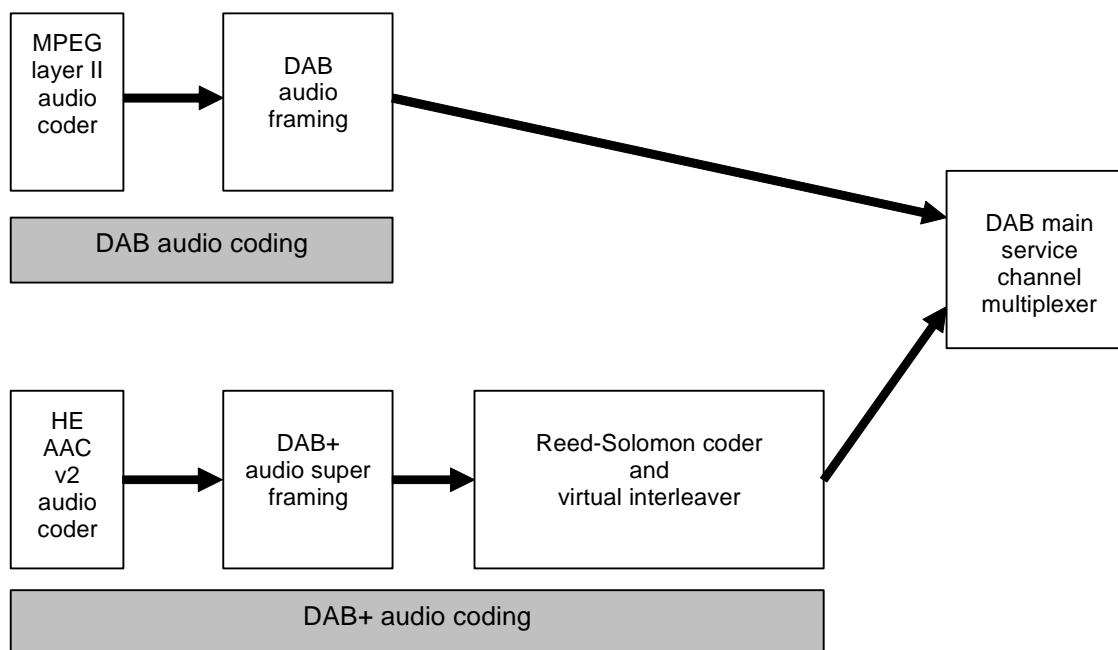 MPEG
layer II
audio
coder
DAB
audio
framing
DAB audio coding
DAB main
service
channel
multiplexer
HE
AAC
v2
audio
coder
DAB+
audio super
framing
Reed-Solomon coder
and
virtual interleaver
DAB+ audio coding